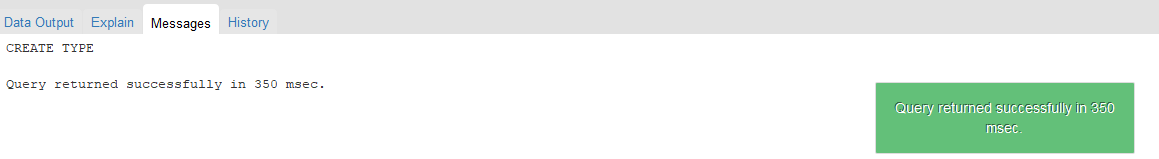 Data Output Explain Messages History
CREATE TYPE
Query returned successfully in 350 msec.
Query returned successfully in 350
msec.